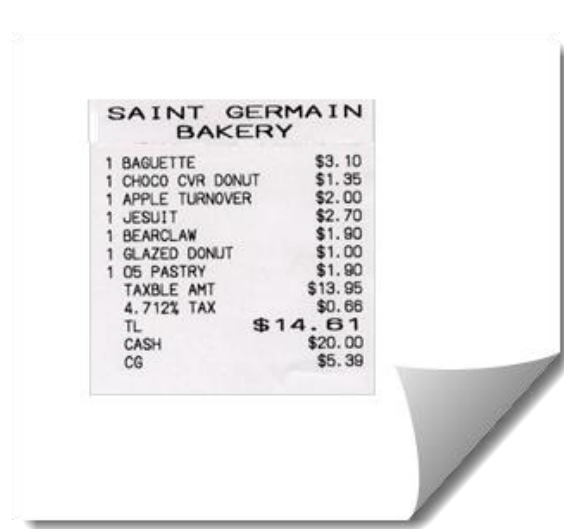 SAINT GERMAIN
BAKERY
1 BAGUETTE $3.10
1 CHOCO CVR DONUT $1.35
1 APPLE TURNOVER $2.00
1 JESUIT $2.70
1 BEARCLAW $1.90
1 GLAZED DONUT $1.00
1 05 PASTRY $1.90
TAXBLE AMT $13.95
4.712% TAX $0.66
TL $14.61
CASH $20.00
CG $5.39